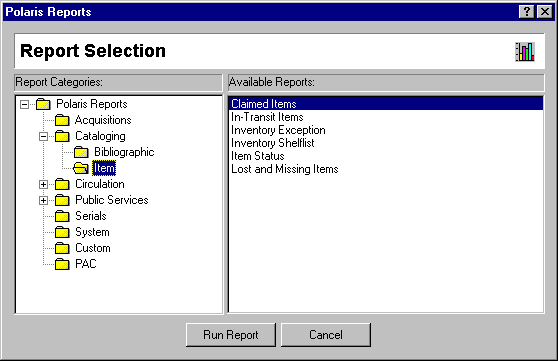 Polaris Reports
Report Selection
Report Categories:
Polaris Reports
Acquisitions
Cataloging
Bibliographic
Item
Circulation
Public Services
Serials
System
Custom
PAC
Available Reports:
Claimed Items
In-Transit Items
Inventory Exception
Inventory Shelflist
Item Status
Lost and Missing Items
Run Report
Cancel